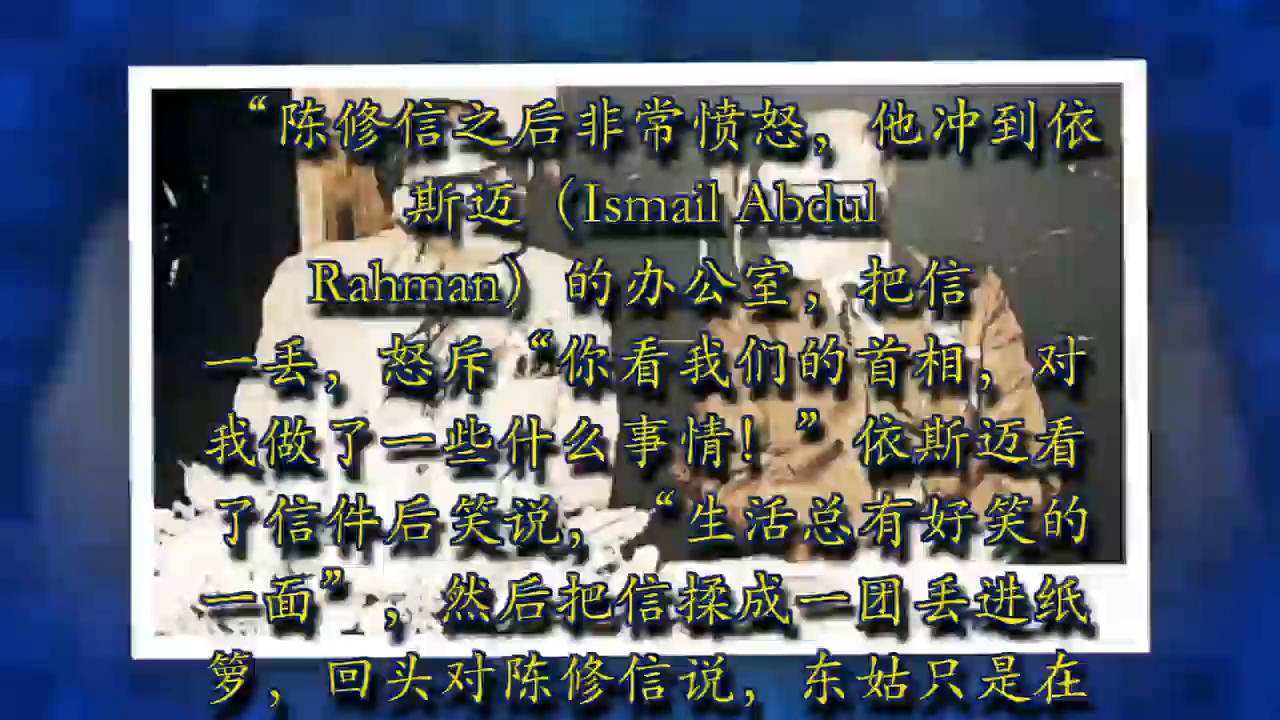 “陈修信之后非常愤怒，他冲到依
斯迈（Ismail Abdul
Rahman）的办公室，把信
一丢，怒斥“你看我们的首相，对
我做了一些什么事情！”依斯迈看
了信件后笑说，“生活总有好笑的
一面”，然后把信揉成一团丢进纸
箩，回头对陈修信说，东姑只是在